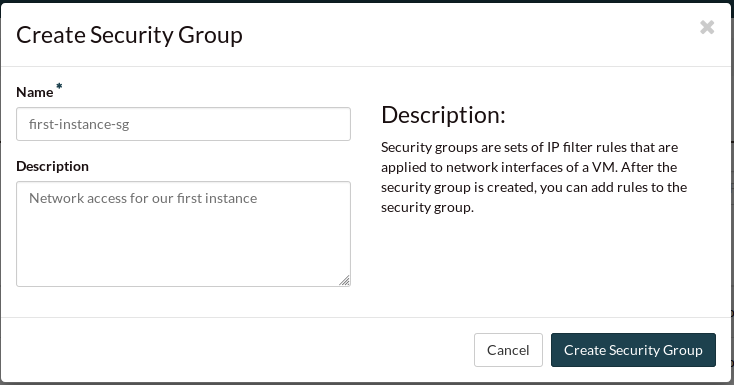 Create Security Group
Name *
first-instance-sg
Description
Network access for our first instance
Description:
Security groups are sets of IP filter rules that are
applied to network interfaces of a VM. After the
security group is created, you can add rules to the
security group.
Cancel
Create Security Group